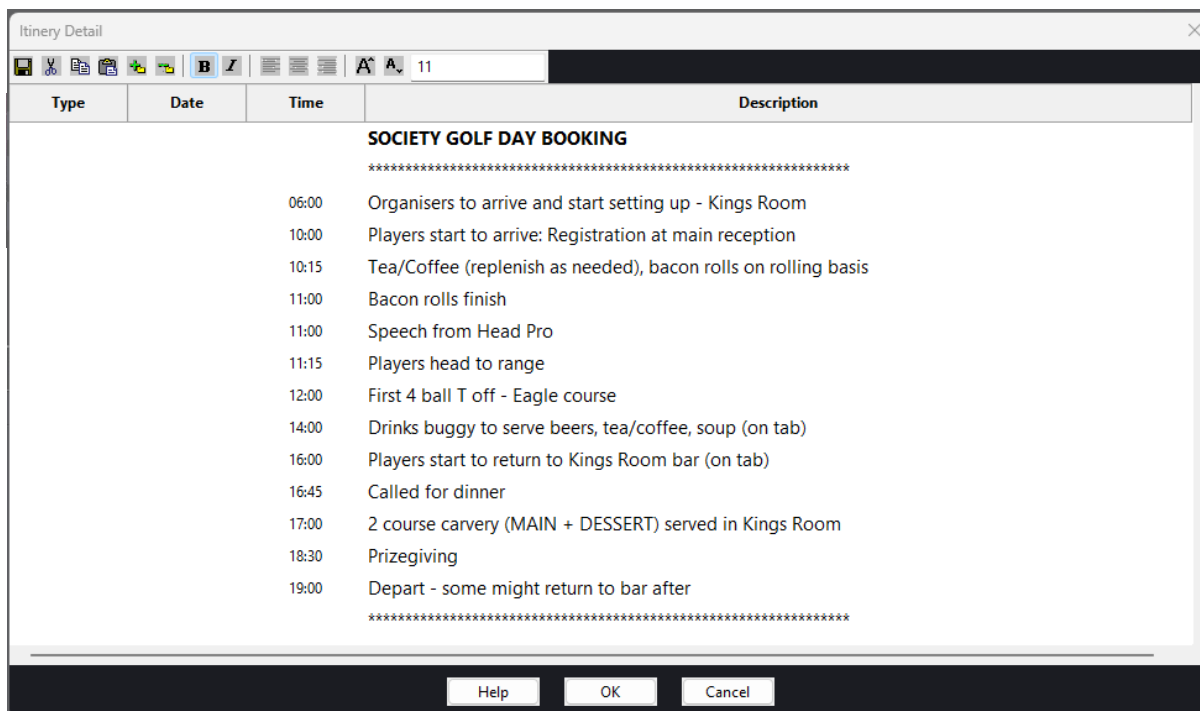 Itinery Detail
B I A A 11
Type Date Time Description
SOCIETY GOLF DAY BOOKING
*****************************************************************
06:00 Organisers to arrive and start setting up - Kings Room
10:00 Players start to arrive: Registration at main reception
10:15 Tea/Coffee (replenish as needed), bacon rolls on rolling basis
11:00 Bacon rolls finish
11:00 Speech from Head Pro
11:15 Players head to range
12:00 First 4 ball T off - Eagle course
14:00 Drinks buggy to serve beers, tea/coffee, soup (on tab)
16:00 Players start to return to Kings Room bar (on tab)
16:45 Called for dinner
17:00 2 course carvery (MAIN + DESSERT) served in Kings Room
18:30 Prizegiving
19:00 Depart - some might return to bar after
*****************************************************************
Help OK Cancel